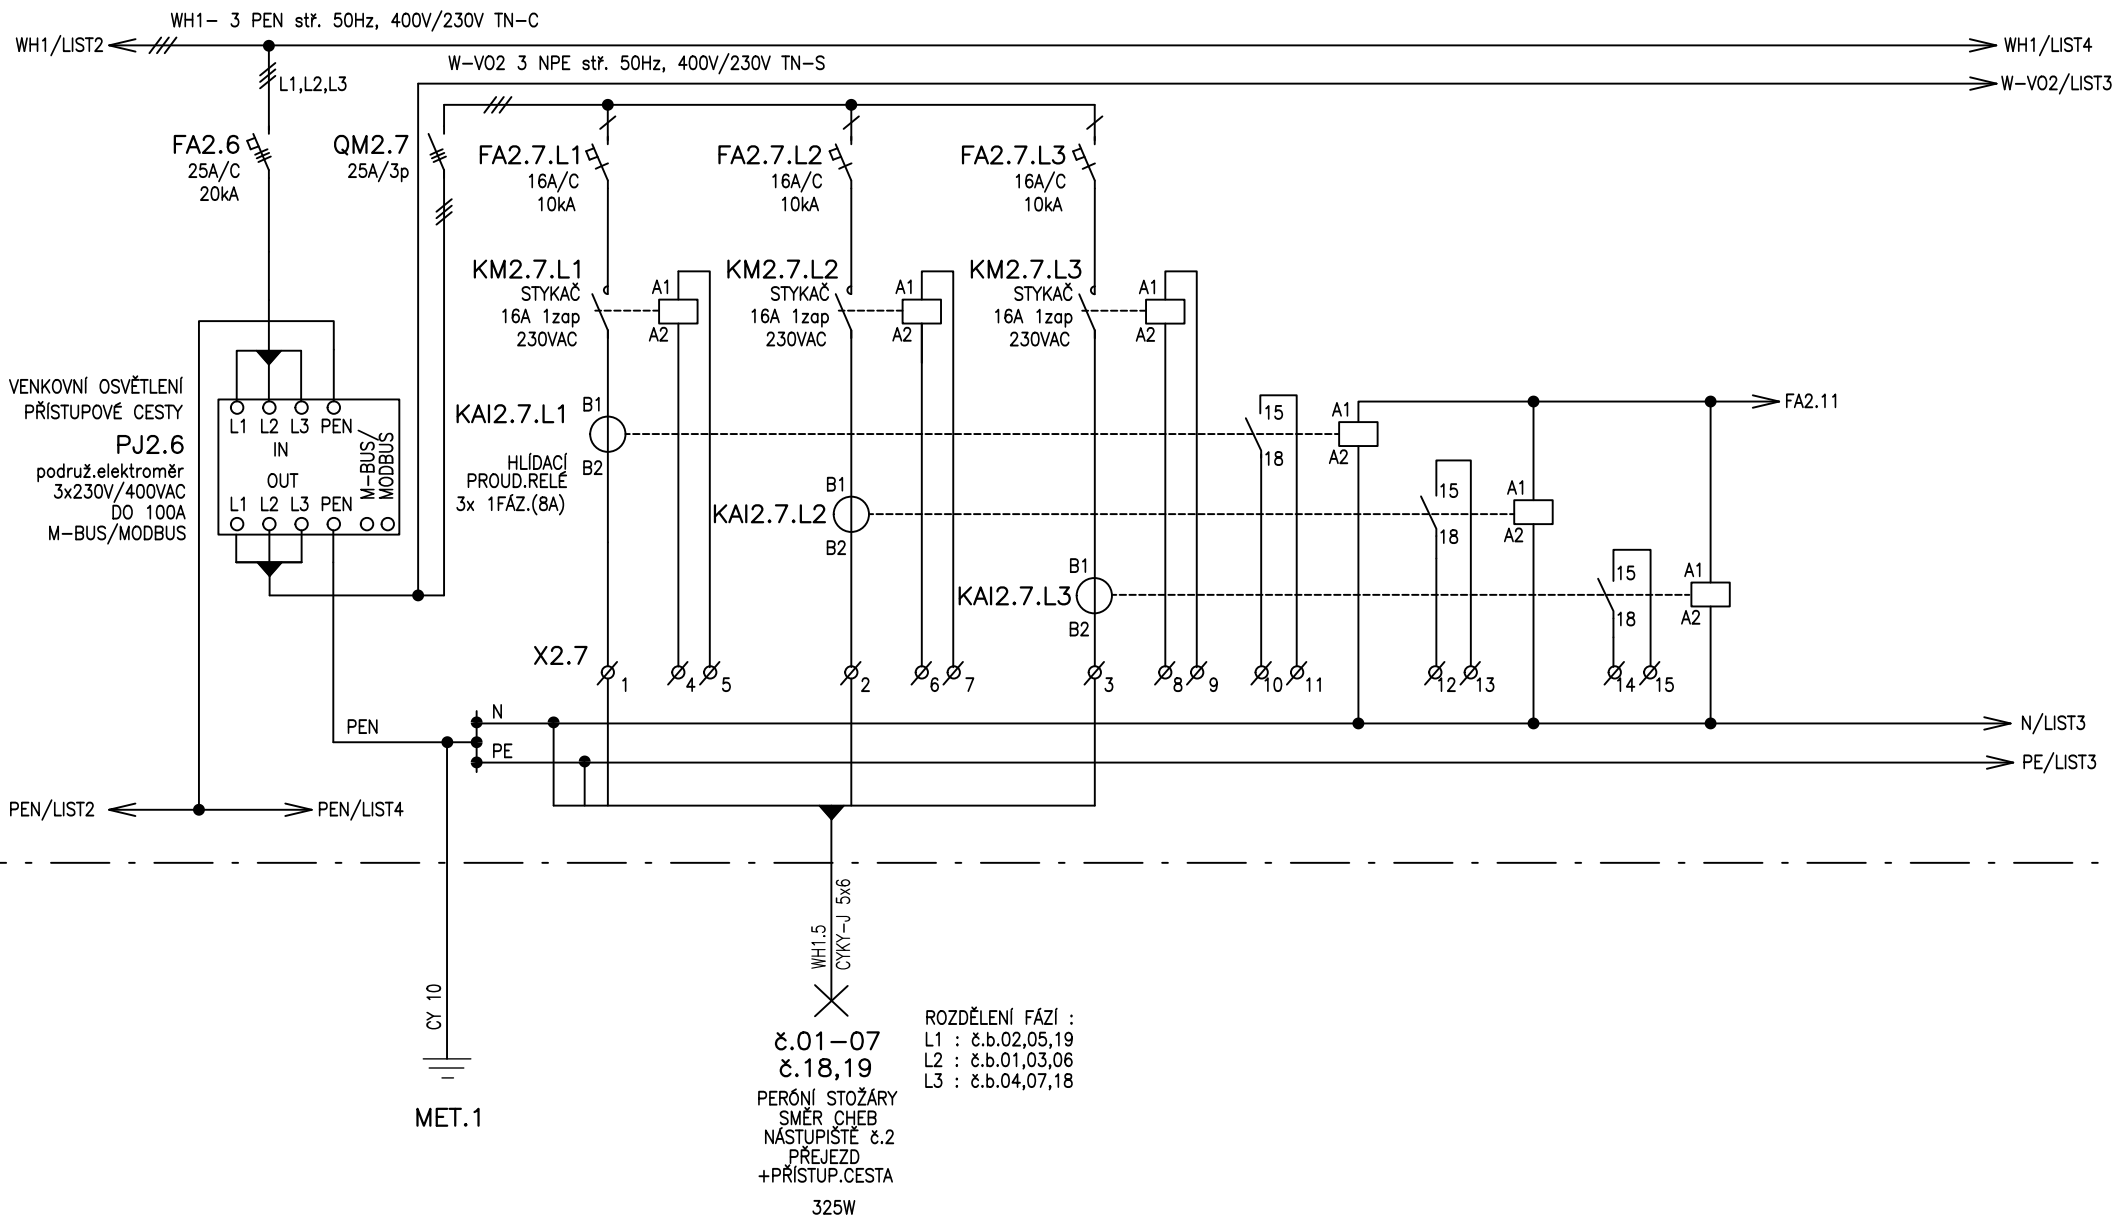 WH1- 3 PEN stř. 50Hz, 400V/230V TN-C
WH1/LIST2
WH1/LIST4
W-VO2 3 NPE stř. 50Hz, 400V/230V TN-S
W-VO2/LIST3
L1,L2,L3
FA2.6
25A/C
20kA
QM2.7
25A/3p
FA2.7.L1
16A/C
10kA
FA2.7.L2
16A/C
10kA
FA2.7.L3
16A/C
10kA
KM2.7.L1
STYKAČ
16A 1zap
230VAC
A1
A2
KM2.7.L2
STYKAČ
16A 1zap
230VAC
A1
A2
KM2.7.L3
STYKAČ
16A 1zap
230VAC
A1
A2
VENKOVNÍ OSVĚTLENÍ
PŘÍSTUPOVÉ CESTY
PJ2.6
podruž.elektroměr
3x230V/400VAC
DO 100A
M-BUS/MODBUS
L1 L2 L3 PEN
IN
OUT
L1 L2 L3 PEN
M-BUS/
MODBUS
KAI2.7.L1
B1
B2
HLÍDACÍ
PROUD.RELÉ
3x 1FÁZ.(8A)
15
18
A1
A2
FA2.11
KAI2.7.L2
B1
B2
15
18
A1
A2
KAI2.7.L3
B1
B2
15
18
A1
A2
X2.7
1
4
5
2
6
7
3
8
9
10
11
12
13
14
15
N
N/LIST3
PEN
PE
PE/LIST3
PEN/LIST2
PEN/LIST4
WH1.5
CYKY-J 5x6
CY 10
MET.1
č.01-07
č.18,19
PERÓNÍ STOŽÁRY
SMĚR CHEB
NÁSTUPIŠTĚ č.2
PŘEJEZD
+PŘÍSTUP.CESTA
325W
ROZDĚLENÍ FÁZÍ :
L1 : č.b.02,05,19
L2 : č.b.01,03,06
L3 : č.b.04,07,18